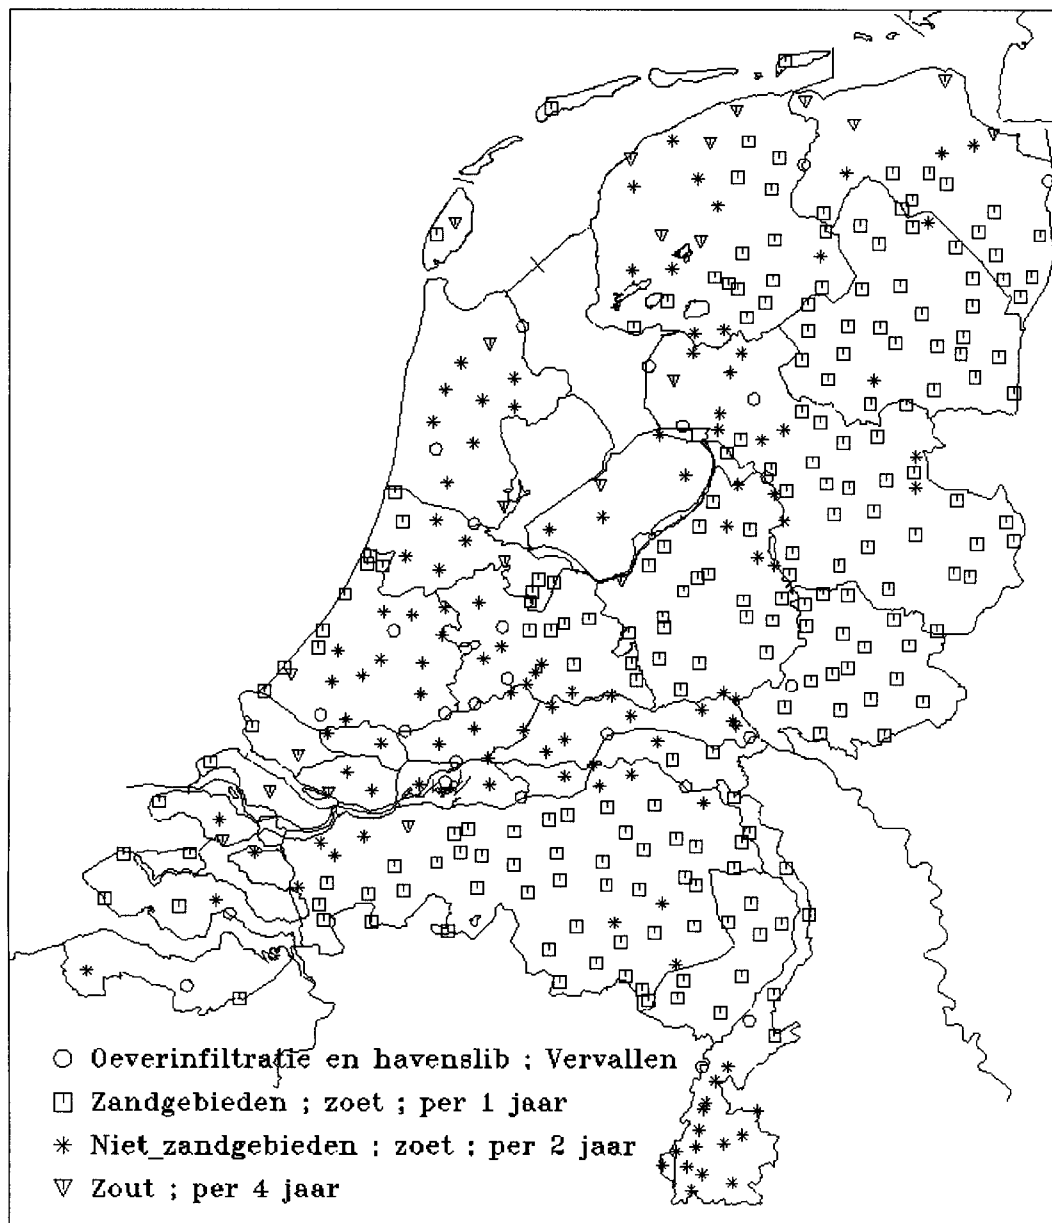 Oeverinfiltratie en havenslib ; Vervallen
Zandgebieden ; zoet ; per 1 jaar
Niet_zandgebieden ; zoet ; per 2 jaar
Zout ; per 4 jaar